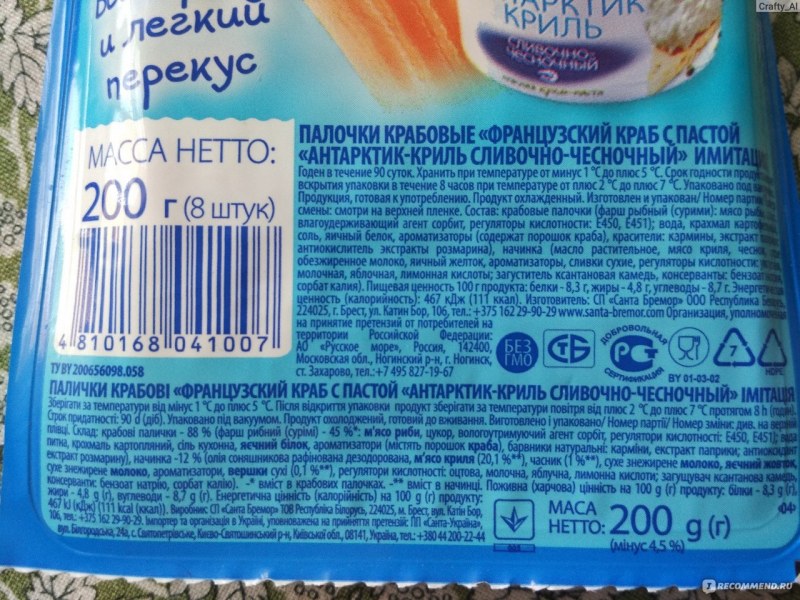 Crafty_Al
и легкий
перекус
АРКТИК
КРИЛЬ
СЛИВОЧНО-
ЧЕСНОЧНЫЙ
МАССА НЕТТО:
200 г (8 штук)
4 810168 041007
ТУ BY 200656098.058
ПАЛОЧКИ КРАБОВЫЕ «ФРАНЦУЗСКИЙ КРАБ С ПАСТОЙ
«АНТАРКТИК-КРИЛЬ СЛИВОЧНО-ЧЕСНОЧНЫЙ» ИМИТАЦ
Годен в течение 90 суток. Хранить при температуре от минус 1 °С до плюс 5 °С. Срок годности проду
вскрытия упаковки в течение 8 часов при температуре от плюс 2 °С до плюс 7 °С. Упаковано под ва
Продукция, готовая к употреблению. Продукт охлажденный. Изготовлен и упакован/ Номер партии
смены: смотри на верхней пленке. Состав: крабовые палочки (фарш рыбный (сурими): мясо рыбы
влагоудерживающий агент сорбит, регуляторы кислотности: Е450, Е451); вода, крахмал картоф
соль, яичный белок, ароматизаторы (содержат порошок краба), красители: кармины, экстракт
антиокислитель экстракты розмарина), начинка (масло растительное, мясо криля, чесн
обезжиренное молоко, яичный желток, ароматизаторы, сливки сухие, регуляторы кислотности:
молочная, яблочная, лимонная кислоты; загуститель ксантановая камедь, консерванты: бензоат
сорбат калия). Пищевая ценность 100 г продукта: белки - 8,3 г, жиры - 4,8 г, углеводы - 8,7 г. Энергетиче
ценность (калорийность): 467 кДж (111 ккал). Изготовитель: СП «Санта Бремор» ООО Республика Бел
224025, г. Брест, ул. Катин Бор, 106, тел.: +375 162 29-90-29. www.santa-bremor.com Организация, уполномоч
на принятие претензий от потребителей на
территории Российской Федерации:
АО «Русское море», Россия, 142400,
Московская обл., Ногинский р-н, г. Ногинск,
ст. Захарово, тел.: +7 495 827-19-67
БЕЗ
ГМО
СТБ
ДОБРОВОЛЬНАЯ
СЕРТИФИКАЦИЯ
BY 01-03-02
7
HDPE
ПАЛИЧКИ КРАБОВІ «ФРАНЦУЗСКИЙ КРАБ С ПАСТОЙ «АНТАРКТИК-КРИЛЬ СЛИВОЧНО-ЧЕСНОЧНЫЙ» ІМІТАЦІЯ
Зберігати за температури від мінус 1 °С до плюс 5 °С. Після відкриття упаковки продукт зберігати за температури повітря від плюс 2 °С до плюс 7 °С протягом 8 h (годин).
Строк придатності: 90 d (діб). Упаковано під вакуумом. Продукт охолоджений, готовий до вживання. Виготовлено і упаковано/ Номер партії/ Номер зміни: див. на верхній
плівці. Склад: крабові палички - 88 % (фарш рибний (сурімі) - 45 %*: м'ясо риби, цукор, вологоутримуючий агент сорбіт, регулятори кислотності: Е450, Е451);
питна, крохмаль картопляний, сіль кухонна, яєчний білок, ароматизатори (містять порошок краба), барвники натуральні: карміни, екстракт паприки; антиоксидант
екстракт розмарину), начинка -12 % (олія соняшникова рафінована дезодорована, м'ясо криля (20,1 %**), часник (1 %**), сухе знежирене молоко, яєчний жовток,
сухе знежирене молоко, ароматизатори, вершки сухі (0,1 %**), регулятори кислотності: оцтова, молочна, яблучна, лимонна кислоти; загущувач ксантанова камедь,
консерванти: бензоат натрію, сорбат калію). *- вміст в крабових паличках. **- вміст в начинці. Поживна (харчова) цінність на 100 g (г) продукту: білки - 8,3 g (г),
жири - 4,8 g (г), вуглеводи - 8,7 g (г). Енергетична цінність (калорійність) на 100 g (г) продукту:
467 kJ (кДж) (111 kcal (ккал)). Виробник: СП «Санта Бремор» ТОВ Республіка Білорусь, 224025, м. Брест, вул. Катін Бор,
106, тел.: +375 162 29-90-29. Імпортер та організація в Україні, уповноважена на прийняття претензій: ПП «Санта-Україна»,
вул.Білгородська, 24а, с. Святопетрівське, Києво-Святошинський р-н, Київської обл., 08141, Україна, тел.: +380 44 200-22-44
МАСА
НЕТТО: 200 g (г)
(мінус 4,5 %)
04
IRECOMMEND.RU